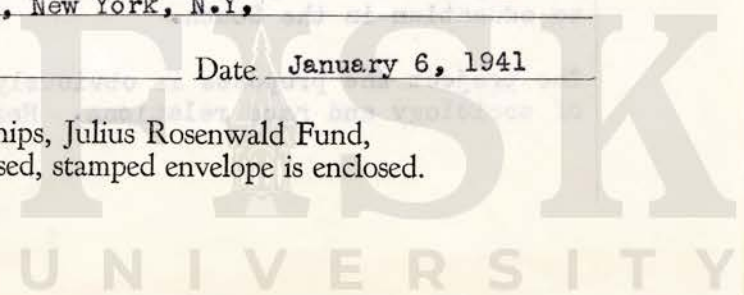 , New York, N.Y,
Date January 6, 1941
hips, Julius Rosenwald Fund,
sed, stamped envelope is enclosed.
FISK
UNIVERSITY